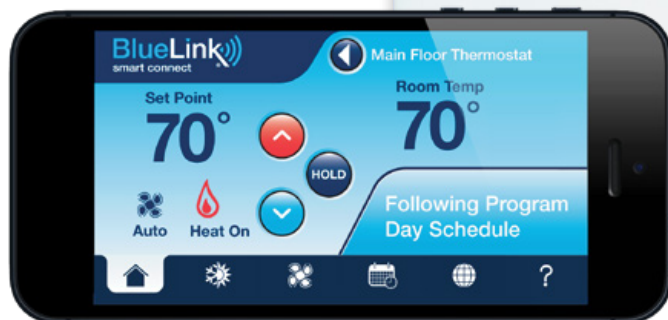 BlueLink
smart connect
Main Floor Thermostat
Set Point
70°
Room Temp
70°
HOLD
Auto
Heat On
Following Program
Day Schedule
?